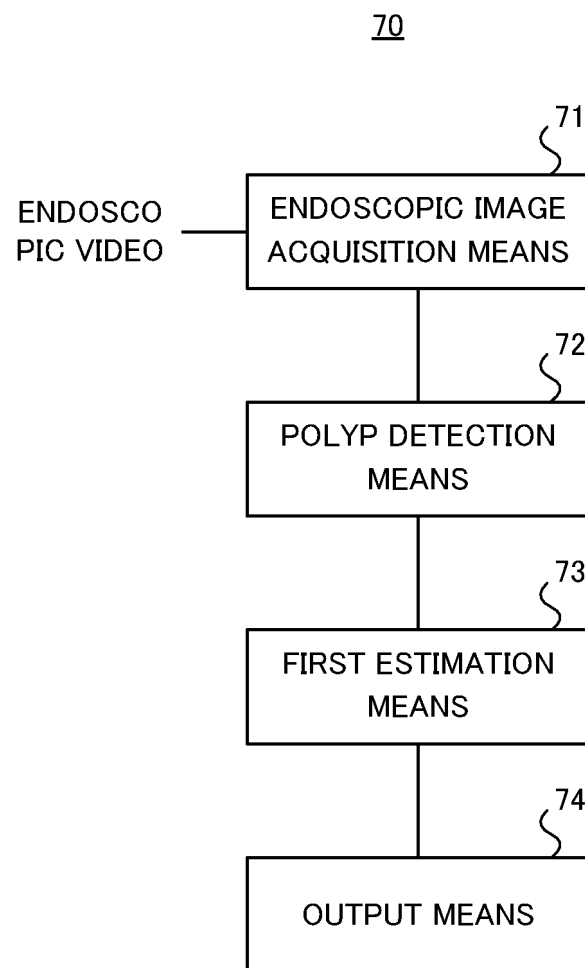 70
71
ENDOSCO
PIC VIDEO
ENDOSCOPIC IMAGE
ACQUISITION MEANS
72
POLYP DETECTION
MEANS
73
FIRST ESTIMATION
MEANS
74
OUTPUT MEANS